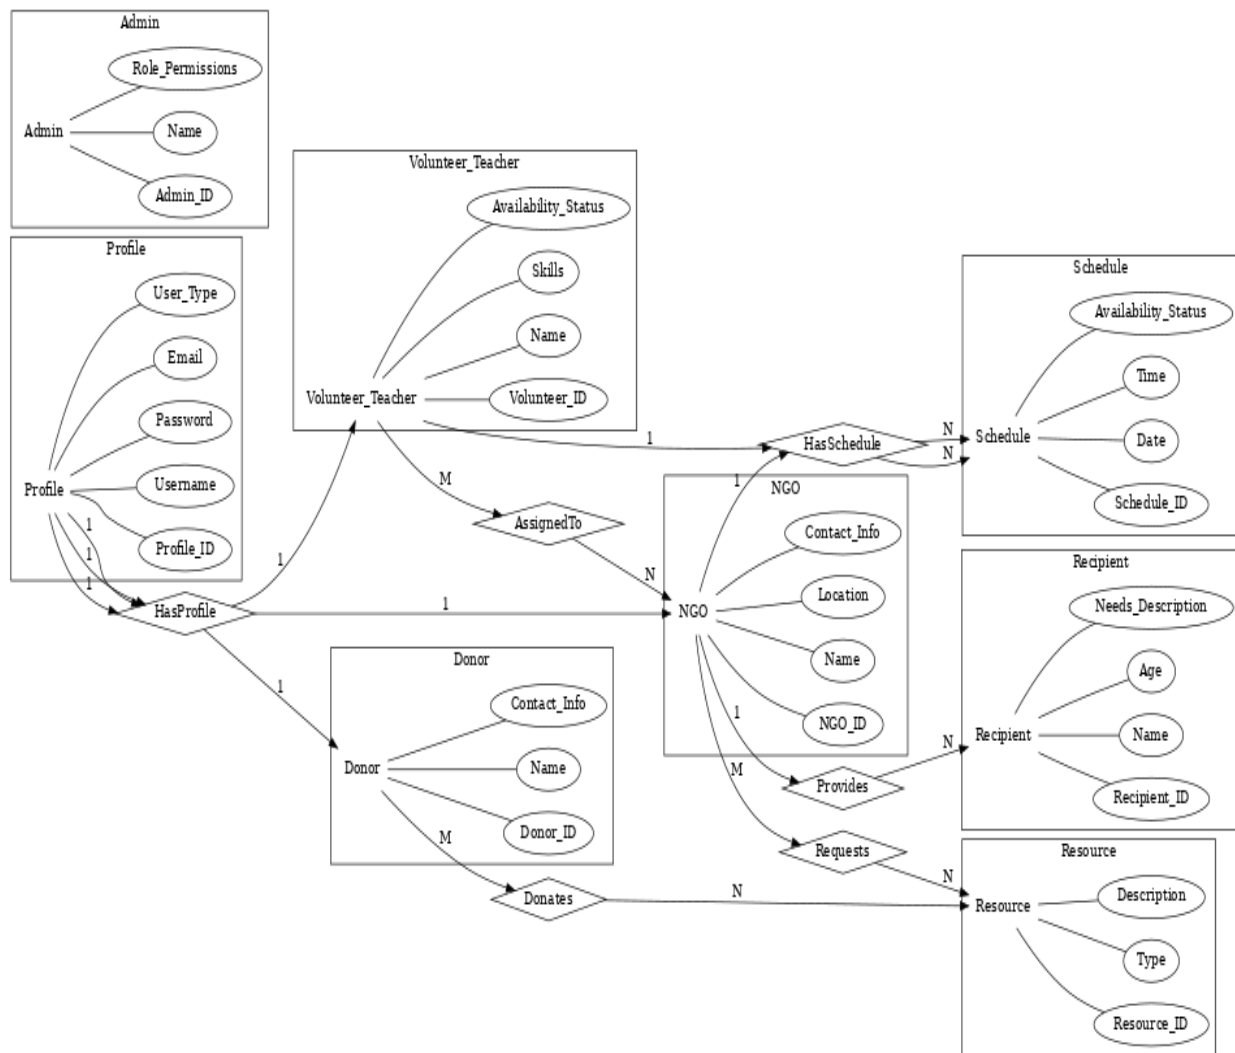 Admin
Role_Permissions
Admin
Name
Admin_ID
Profile
User_Type
Email
Password
Profile
Username
1
1
Profile_ID
1
HasProfile
Volunteer_Teacher
Availability_Status
Skills
Name
Volunteer_Teacher
Volunteer_ID
1
M
AssignedTo
1
N
1
1
Donor
Contact_Info
Donor
Name
Donor_ID
M
Donates
N
HasSchedule
1
N
N
NGO
Contact_Info
Location
NGO
Name
NGO_ID
1
Provides
N
M
Requests
N
Schedule
Availability_Status
Time
Schedule
Date
Schedule_ID
Recipient
Needs_Description
Age
Recipient
Name
Recipient_ID
Resource
Description
Resource
Type
Resource_ID